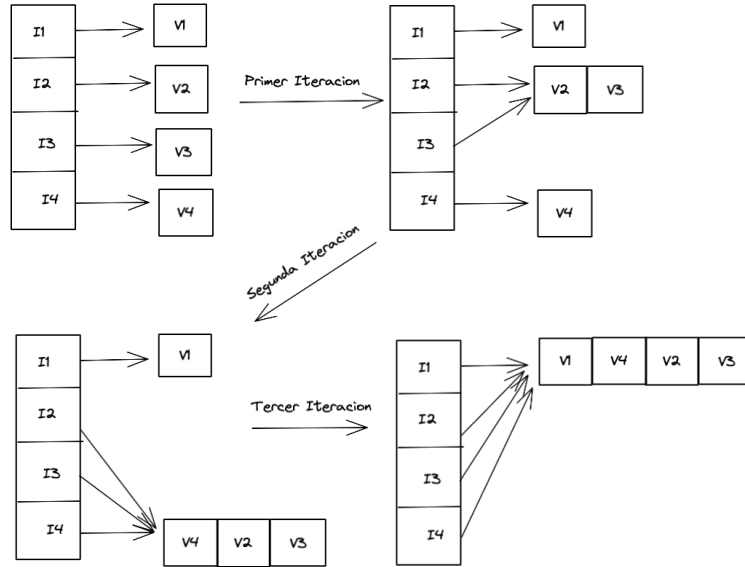 I1
V1
I2
V2
I3
V3
I4
V4
Primer Iteracion
I1
V1
I2
V2 V3
I3
I4
V4
Segunda Iteracion
I1
V1
I2
I3
I4
V4 V2 V3
Tercer Iteracion
I1
V1 V4 V2 V3
I2
I3
I4